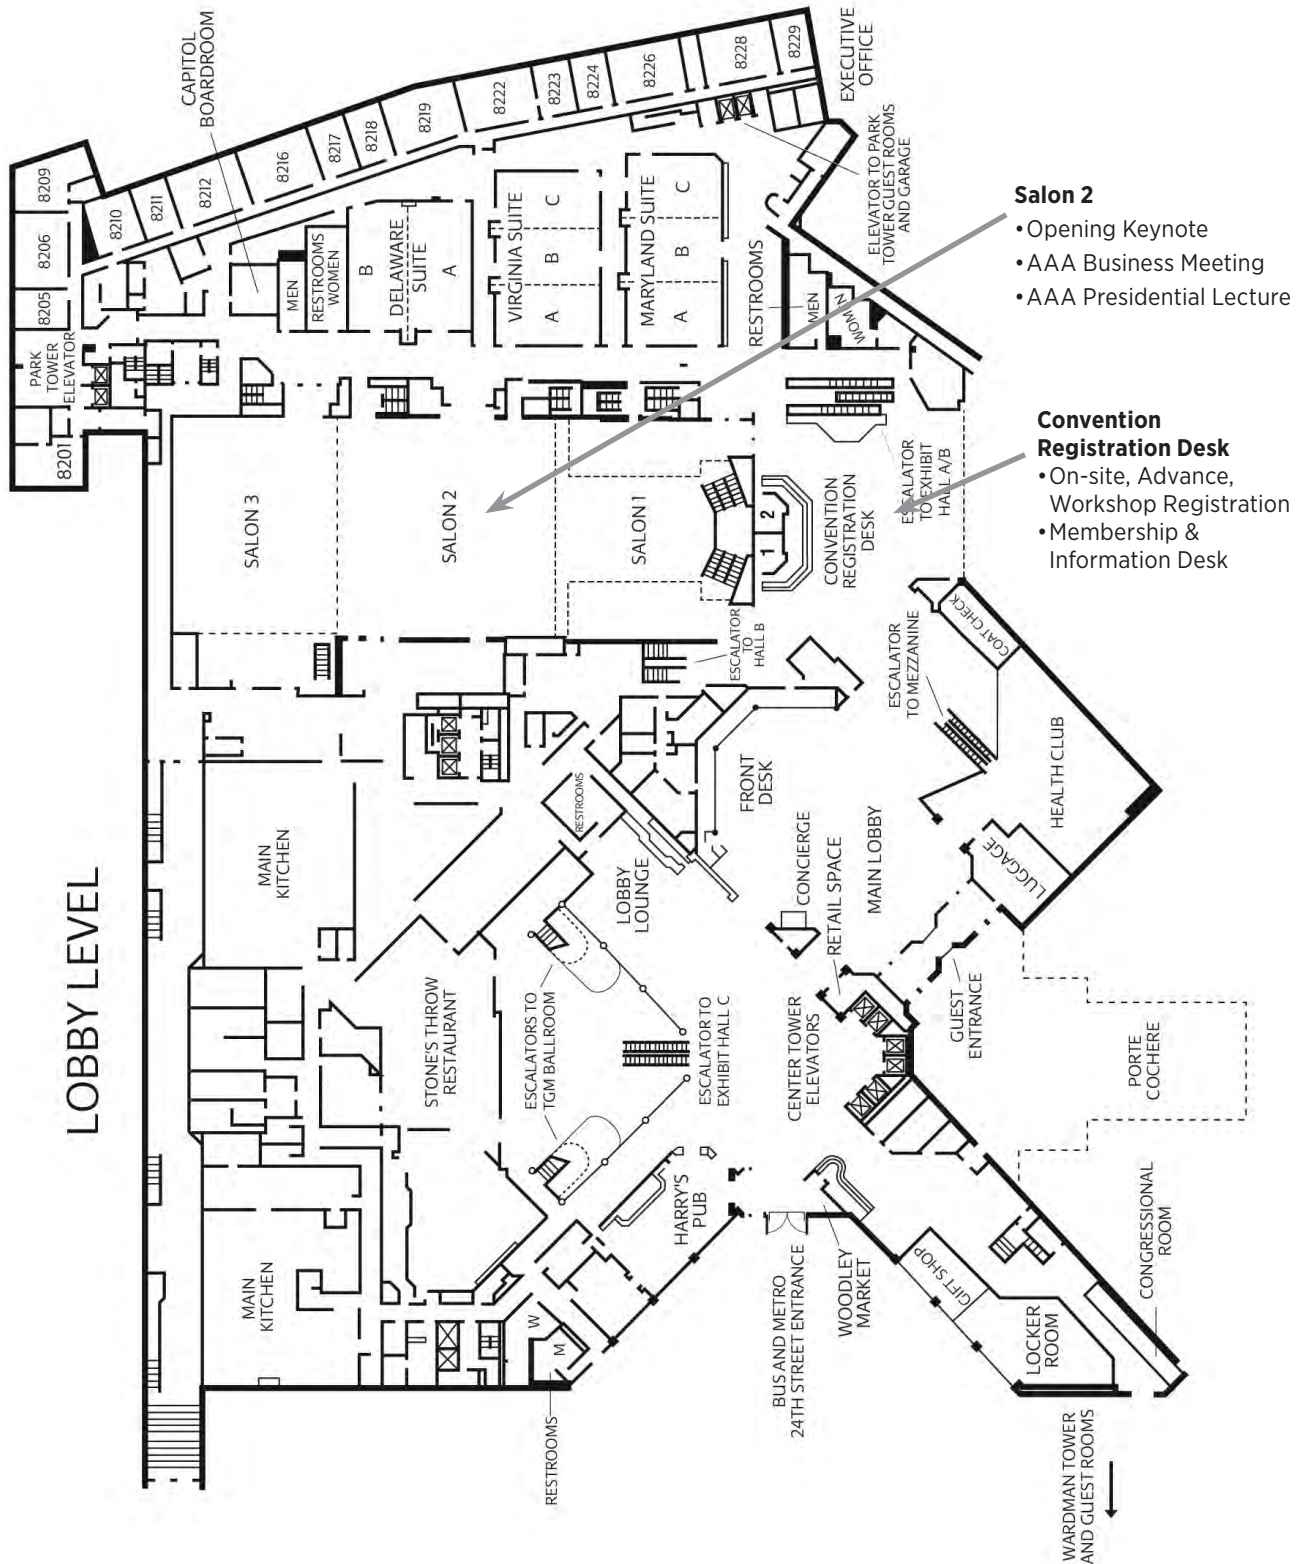 LOBBY LEVEL
CAPITOL
BOARDROOM
8209
8206
8205
PARK
TOWER
ELEVATOR
8201
8210
8211
8212
8216
8217
8218
8219
8222
8223
8224
8226
8228
8229
EXECUTIVE
OFFICE
MEN
RESTROOMS
WOMEN
B
DELAWARE
SUITE
A
VIRGINIA SUITE
A
B
C
MARYLAND SUITE
A
B
C
ELEVATOR TO PARK
TOWER GUEST ROOMS
AND GARAGE
RESTROOMS
MEN
WOMEN
SALON 3
SALON 2
SALON 1
1
2
CONVENTION
REGISTRATION
DESK
ESCALATOR
TO EXHIBIT
HALL A/B
Salon 2
•Opening Keynote
•AAA Business Meeting
•AAA Presidential Lecture
Convention
Registration Desk
•On-site, Advance,
Workshop Registration
•Membership &
Information Desk
ESCALATOR
TO
HALL B
COAT CHECK
ESCALATOR
TO MEZZANINE
HEALTH CLUB
LUGGAGE
FRONT
DESK
MAIN LOBBY
CONCIERGE
RETAIL SPACE
RESTROOMS
LOBBY
LOUNGE
MAIN
KITCHEN
STONE'S THROW
RESTAURANT
ESCALATORS TO
TGM BALLROOM
ESCALATOR TO
EXHIBIT HALL C
CENTER TOWER
ELEVATORS
GUEST
ENTRANCE
PORTE
COCHERE
HARRY'S
PUB
MAIN
KITCHEN
W
M
RESTROOMS
BUS AND METRO
24TH STREET ENTRANCE
WOODLEY
MARKET
GIFT SHOP
LOCKER
ROOM
CONGRESSIONAL
ROOM
WARDMAN TOWER
AND GUEST ROOMS